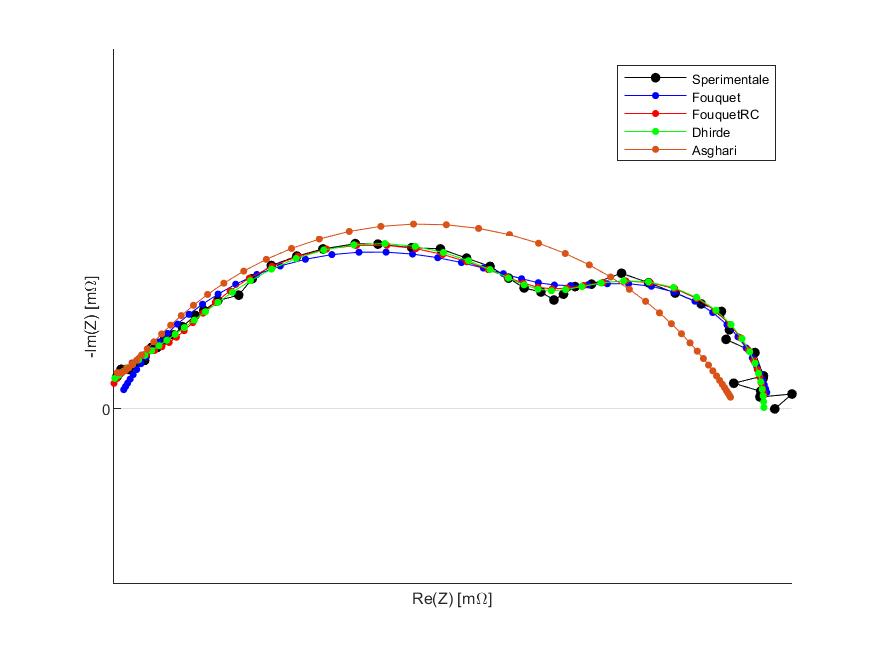 Sperimentale
Fouquet
FouquetRC
Dhirde
Asghari
-Im(Z) [mΩ]
0
Re(Z) [mΩ]